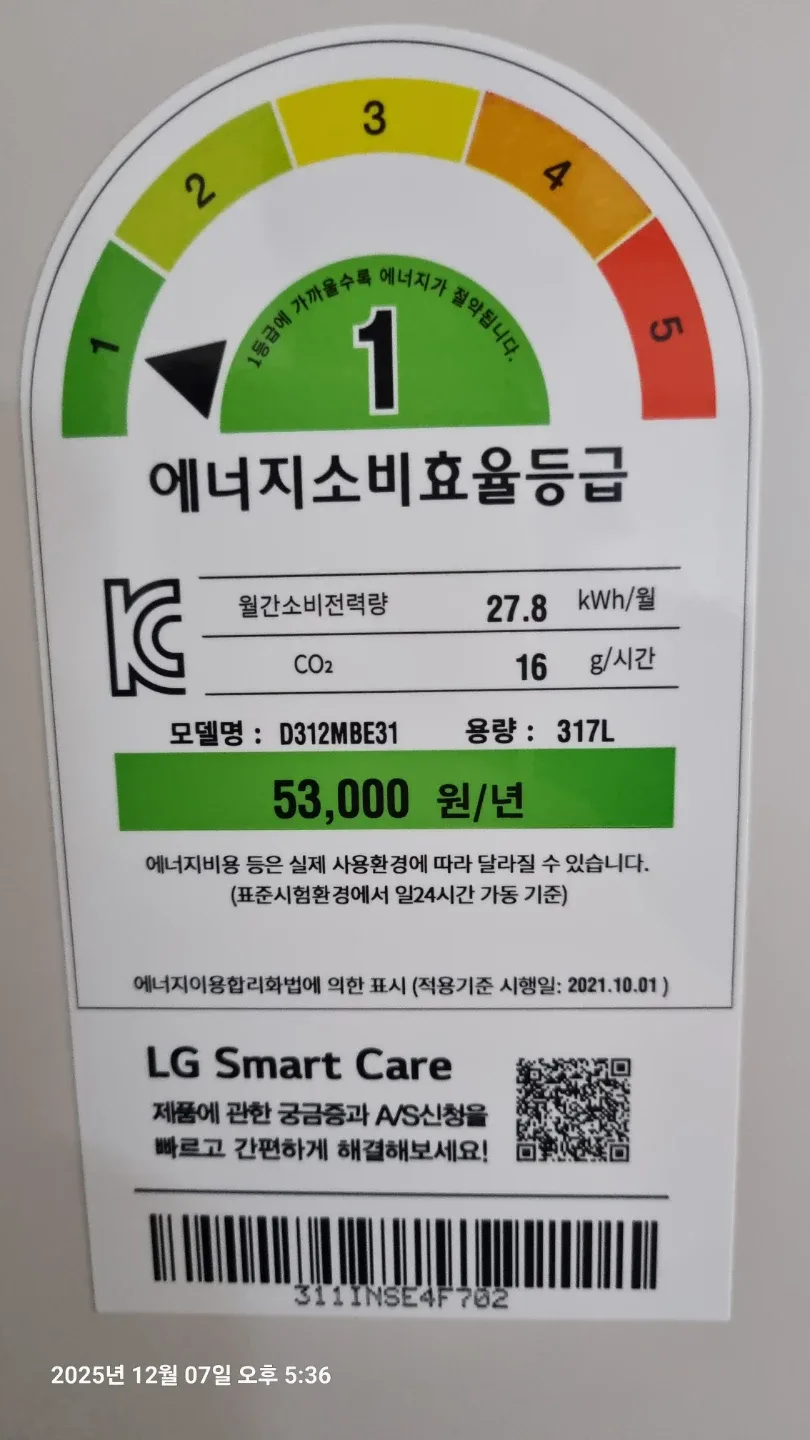 3
2
4
1
5
1등급에 가까울수록 에너지가 절약됩니다.
1
에너지소비효율등급
월간소비전력량 27.8 kWh/월
CO₂ 16 g/시간
모델명 : D312MBE31 용량 : 317L
53,000 원/년
에너지비용 등은 실제 사용환경에 따라 달라질 수 있습니다.
(표준시험환경에서 일24시간 가동 기준)
에너지이용합리화법에 의한 표시 (적용기준 시행일: 2021.10.01 )
LG Smart Care
제품에 관한 궁금증과 A/S신청을
빠르고 간편하게 해결해보세요!
311INSE4F702
2025년 12월 07일 오후 5:36